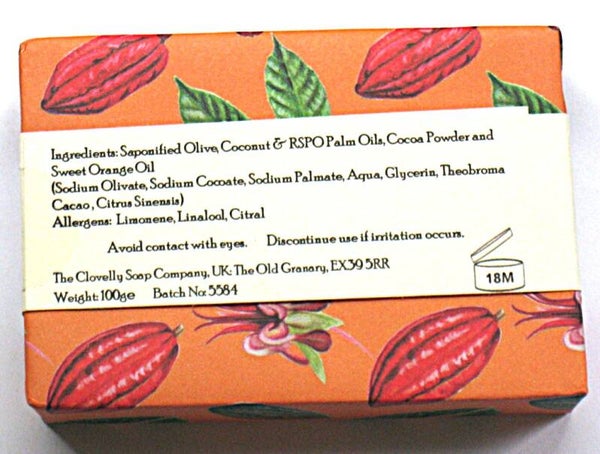 Ingredients: Saponified Olive, Coconut & RSPO Palm Oils, Cocoa Powder and
Sweet Orange Oil
(Sodium Olivate, Sodium Cocoate, Sodium Palmate, Aqua, Glycerin, Theobroma
Cacao, Citrus Sinensis)
Allergens: Limonene, Linalool, Citral
Avoid contact with eyes. Discontinue use if irritation occurs.
The Clovelly Soap Company, UK: The Old Granary, EX39 5RR
Weight: 100ge Batch No: 5584
18M